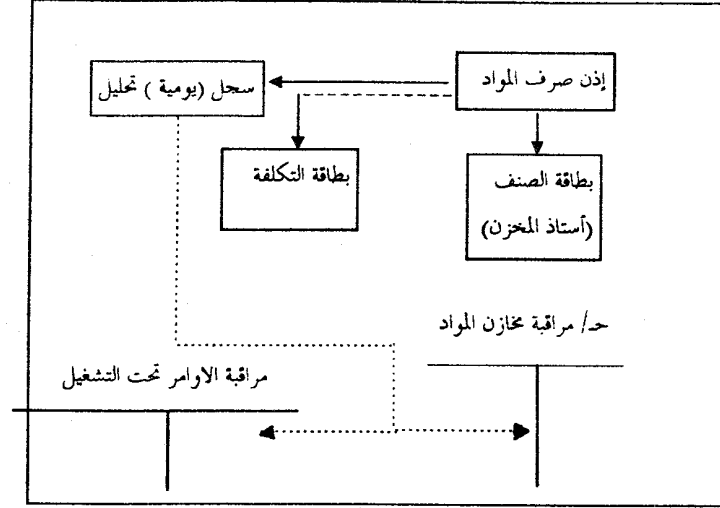 إذن صرف المواد
سحل (يومية ) تحليل
بطاقة التكلفة
بطاقة الصنف
(أستاذ المخزن)
حـ/ مراقبة مخازن المواد
مراقبة الاوامر تحت التشغيل